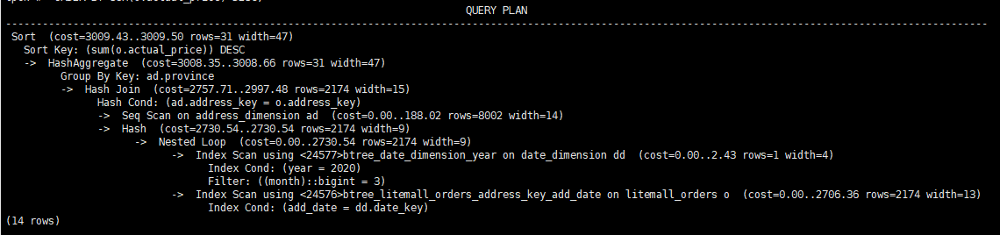 QUERY PLAN
Sort  (cost=3009.43..3009.50 rows=31 width=47)
  Sort Key: (sum(o.actual_price)) DESC
  ->  HashAggregate  (cost=3008.35..3008.66 rows=31 width=47)
        Group By Key: ad.province
        ->  Hash Join  (cost=2757.71..2997.48 rows=2174 width=15)
              Hash Cond: (ad.address_key = o.address_key)
              ->  Seq Scan on address_dimension ad  (cost=0.00..188.02 rows=8002 width=14)
              ->  Hash  (cost=2730.54..2730.54 rows=2174 width=9)
                    ->  Nested Loop  (cost=0.00..2730.54 rows=2174 width=9)
                          ->  Index Scan using <24577>btree_date_dimension_year on date_dimension dd  (cost=0.00..2.43 rows=1 width=4)
                                Index Cond: (year = 2020)
                                Filter: ((month)::bigint = 3)
                          ->  Index Scan using <24576>btree_litemall_orders_address_key_add_date on litemall_orders o  (cost=0.00..2706.36 rows=2174 width=13)
                                Index Cond: (add_date = dd.date_key)
(14 rows)